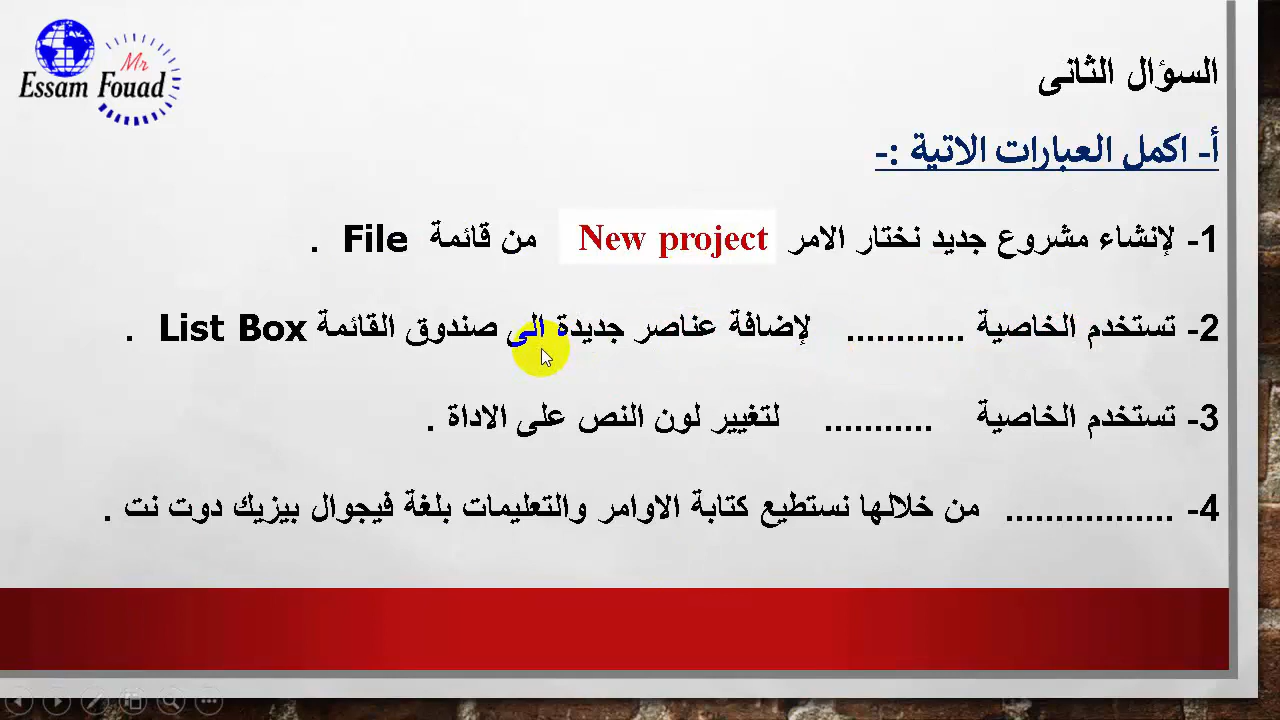 Mr
Essam Fouad
السؤال الثانى
أ- اكمل العبارات الاتية :-
1- لإنشاء مشروع جديد نختار الامر New project من قائمة File .
2- تستخدم الخاصية ............ لإضافة عناصر جديدة الى صندوق القائمة List Box .
3- تستخدم الخاصية ........... لتغيير لون النص على الاداة .
4- ................. من خلالها نستطيع كتابة الاوامر والتعليمات بلغة فيجوال بيزيك دوت نت .